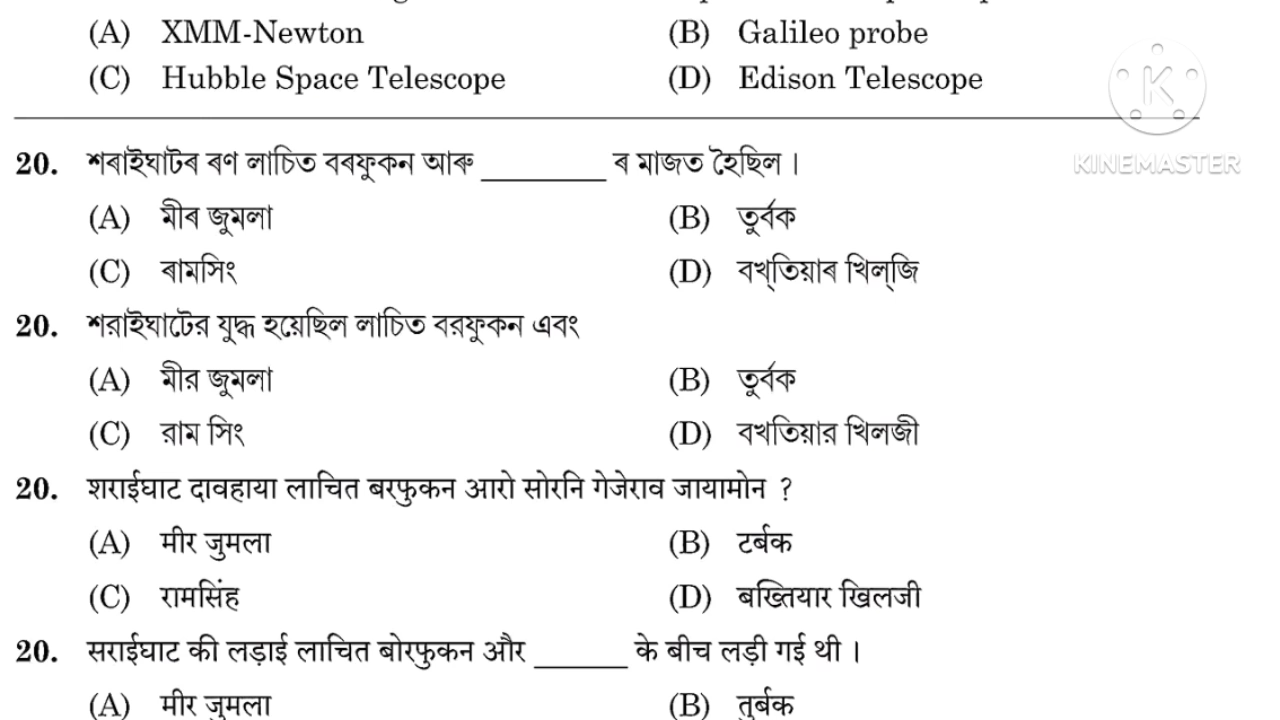 (A) XMM-Newton (B) Galileo probe
(C) Hubble Space Telescope (D) Edison Telescope
KINEMASTER
20. শৰাইঘাটৰ ৰণ লাচিত বৰফুকন আৰু ________ ৰ মাজত হৈছিল ।
(A) মীৰ জুমলা (B) তুৰ্বক
(C) ৰামসিং (D) বখ্‌তিয়াৰ খিল্‌জি
20. শরাইঘাটের যুদ্ধ হয়েছিল লাচিত বরফুকন এবং
(A) মীর জুমলা (B) তুর্বক
(C) রাম সিং (D) বখতিয়ার খিলজী
20. शराईघाट दावहाया लाचित बरफुकन आरो सोरनि गेजेराव जायामोन ?
(A) मीर जुमला (B) टर्बक
(C) रामसिंह (D) बख्तियार खिलजी
20. सराईघाट की लड़ाई लाचित बोरफुकन और ______ के बीच लड़ी गई थी ।
(A) मीर जुमला (B) तुर्बक